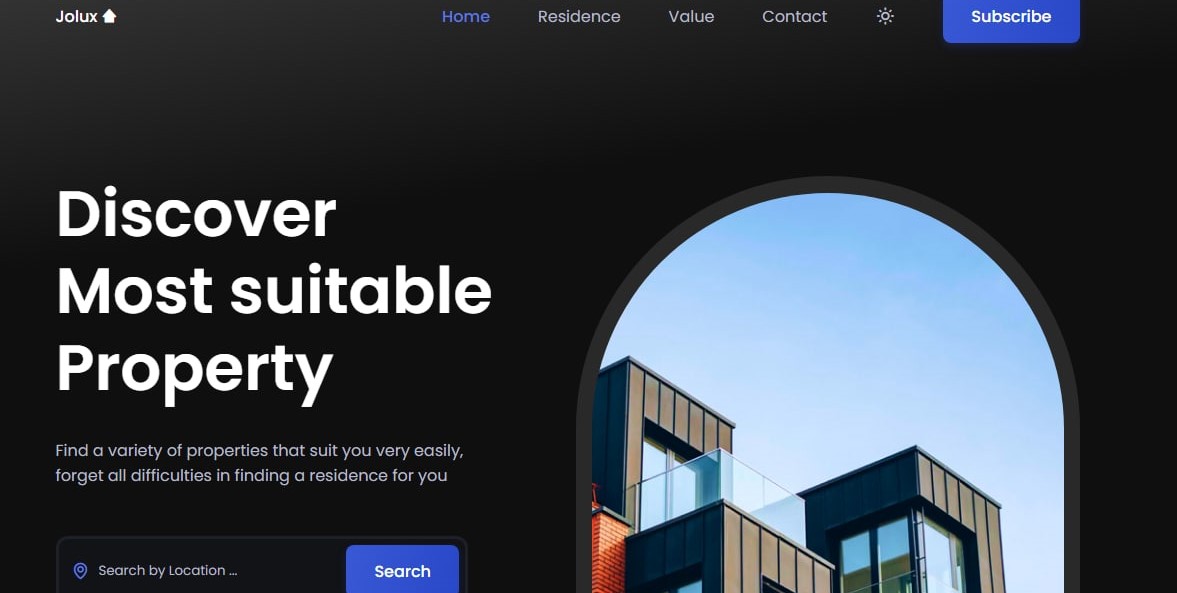 Jolux
Home
Residence
Value
Contact
Subscribe
Discover
Most suitable
Property
Find a variety of properties that suit you very easily,
forget all difficulties in finding a residence for you
Search by Location ...
Search